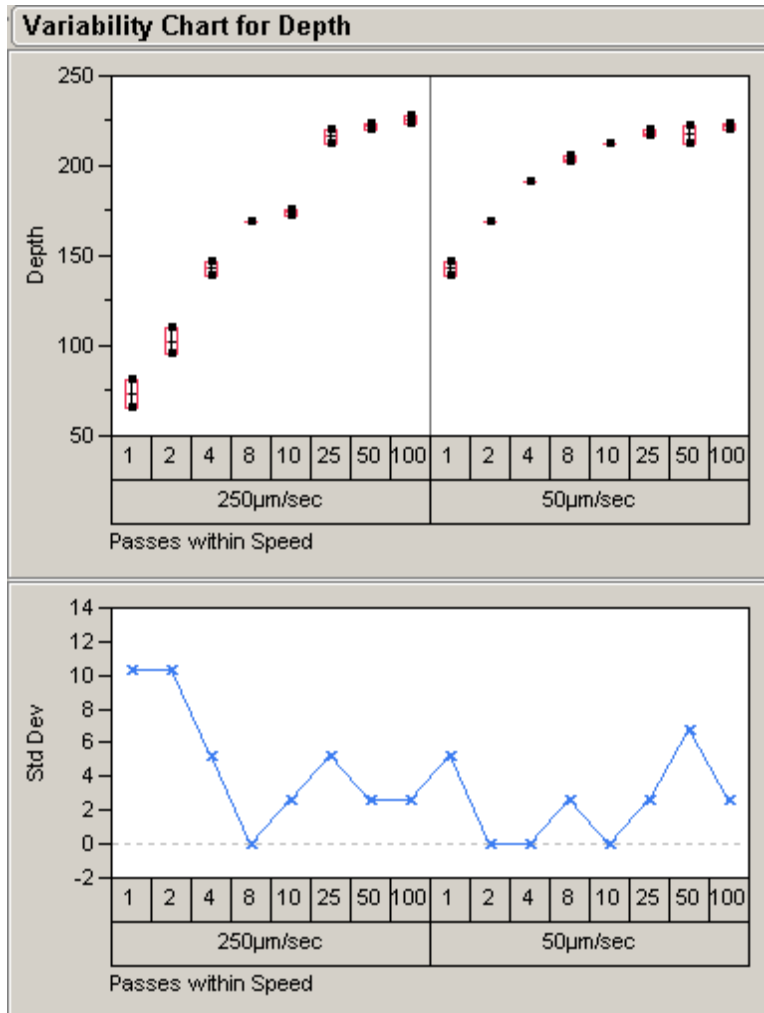 Variability Chart for Depth
250
200
150
100
50
Depth
1 2 4 8 10 25 50 100 1 2 4 8 10 25 50 100
250µm/sec 50µm/sec
Passes within Speed
14
12
10
8
6
4
2
0
-2
Std Dev
1 2 4 8 10 25 50 100 1 2 4 8 10 25 50 100
250µm/sec 50µm/sec
Passes within Speed